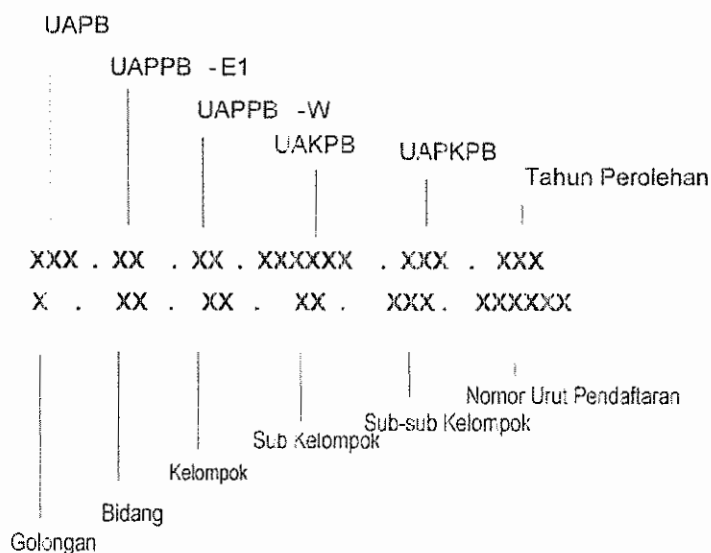 UAPB
UAPPB - E1
UAPPB - W
UAKPB
UAPKPB
Tahun Perolehan
XXX . XX . XX . XXXXXX . XXX . XXX
X . XX . XX . XX . XXX. XXXXXX
Nomor Urut Pendaftaran
Sub-sub Kelompok
Sub Kelompok
Kelompok
Bidang
Golongan